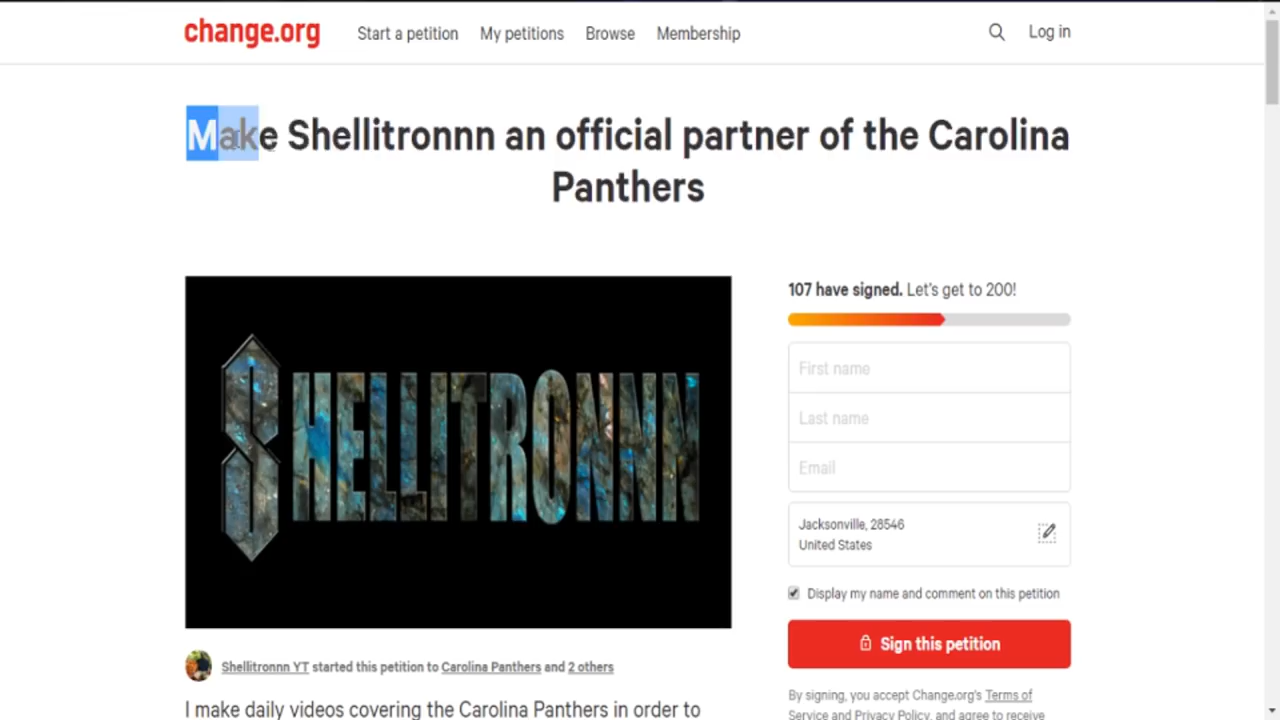 change.org
Start a petition
My petitions
Browse
Membership
Log in
Make Shellitronnn an official partner of the Carolina
Panthers
SHELLITRONNN
107 have signed. Let's get to 200!
First name
Last name
Email
Jacksonville, 28546
United States
Display my name and comment on this petition
Sign this petition
By signing, you accept Change.org's Terms of
Service and Privacy Policy, and agree to receive
Shellitronnn YT started this petition to Carolina Panthers and 2 others
I make daily videos covering the Carolina Panthers in order to